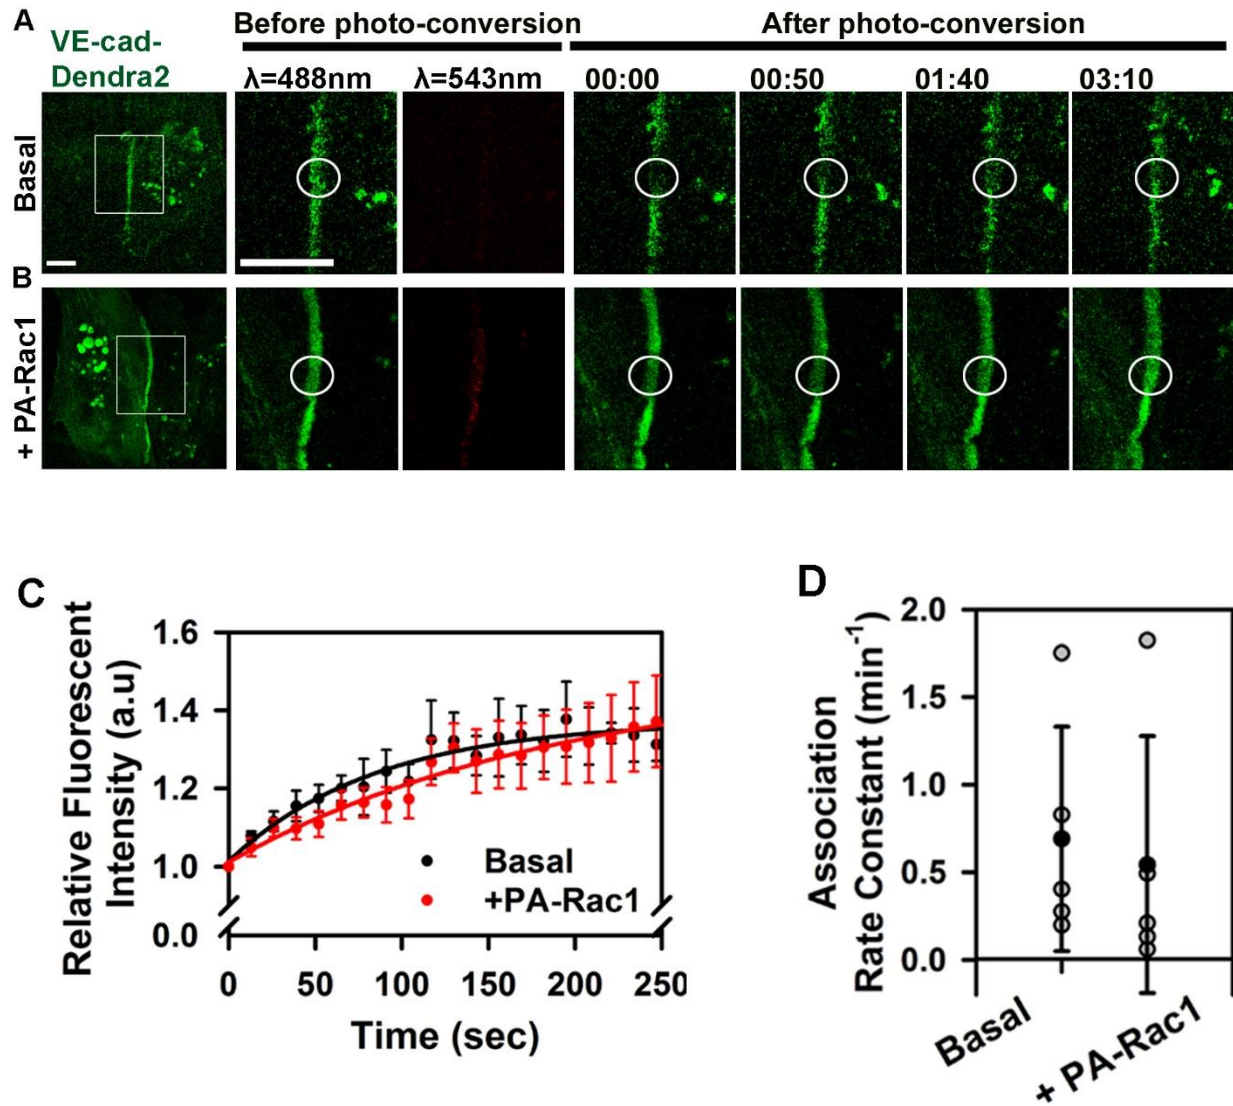 A
Before photo-conversion
After photo-conversion
VE-cad-
Dendra2
λ=488nm
λ=543nm
00:00
00:50
01:40
03:10
Basal
B
+ PA-Rac1
C
Relative Fluorescent
Intensity (a.u)
1.6
1.4
1.2
1.0
0.0
Basal
+PA-Rac1
0
50
100
150
200
250
Time (sec)
D
Association
Rate Constant (min⁻¹)
2.0
1.5
1.0
0.5
0.0
Basal
+ PA-Rac1